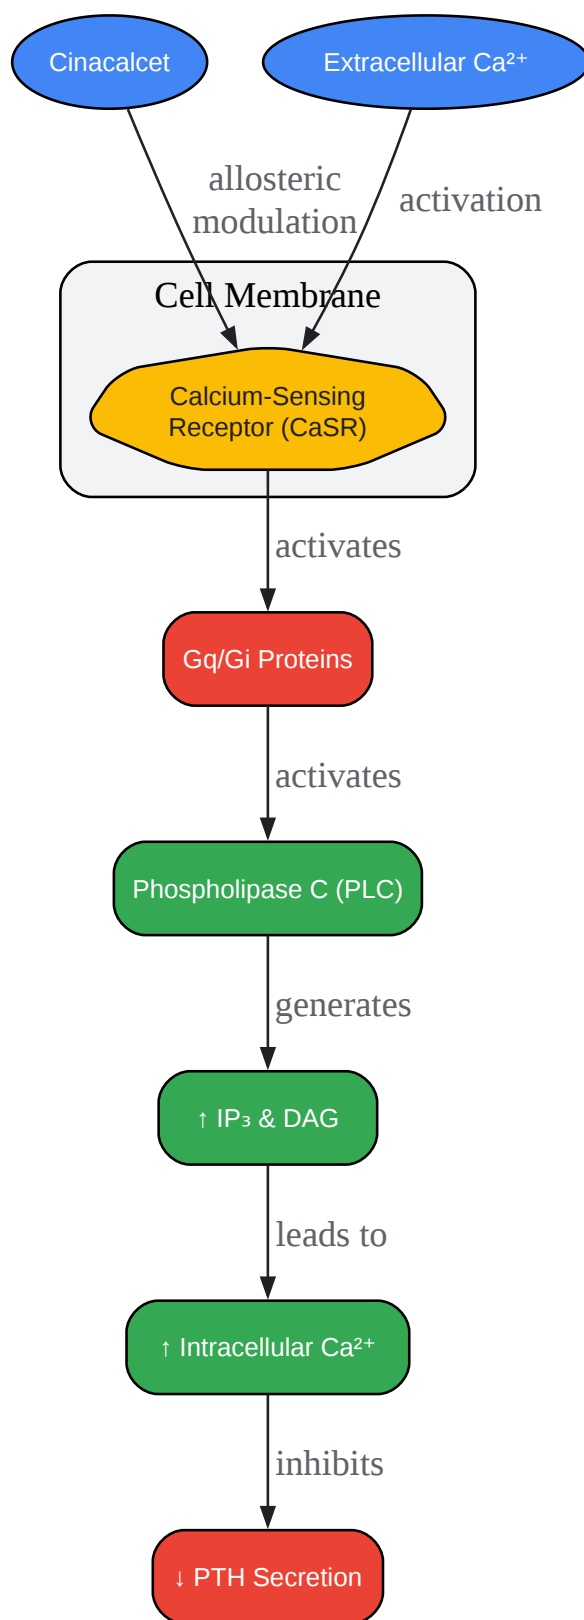 Cinacalcet
Extracellular Ca²⁺
allosteric
modulation
activation
Cell Membrane
Calcium-Sensing
Receptor (CaSR)
activates
Gq/Gi Proteins
activates
Phospholipase C (PLC)
generates
↑ IP₃ & DAG
leads to
↑ Intracellular Ca²⁺
inhibits
↓ PTH Secretion